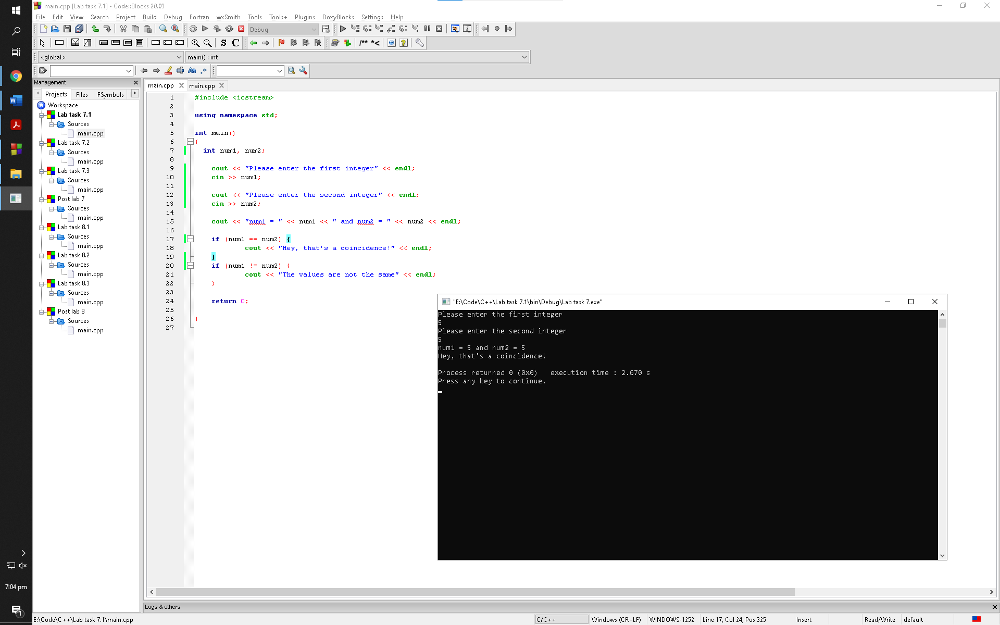 main.cpp [Lab task 7.1] - Code::Blocks 20.03
File Edit View Search Project Build Debug Fortran wxSmith Tools Tools+ Plugins DoxyBlocks Settings Help
Debug
S C /** *<
<global> main() : int
Aa .*
Management
Projects Files FSymbols
main.cpp main.cpp
Workspace
Lab task 7.1
Sources
main.cpp
Lab task 7.2
Sources
main.cpp
Lab task 7.3
Sources
main.cpp
Post lab 7
Sources
main.cpp
Lab task 8.1
Sources
main.cpp
Lab task 8.2
Sources
main.cpp
Lab task 8.3
Sources
main.cpp
Post lab 8
Sources
main.cpp
1 #include <iostream>
2
3 using namespace std;
4
5 int main()
6 {
7 int num1, num2;
8
9 cout << "Please enter the first integer" << endl;
10 cin >> num1;
11
12 cout << "Please enter the second integer" << endl;
13 cin >> num2;
14
15 cout << "num1 = " << num1 << " and num2 = " << num2 << endl;
16
17 if (num1 == num2) {
18 cout << "Hey, that's a coincidence!" << endl;
19 }
20 if (num1 != num2) {
21 cout << "The values are not the same" << endl;
22 }
23
24 return 0;
25
26 }
27
"E:\Code\C++\Lab task 7.1\bin\Debug\Lab task 7.exe"
Please enter the first integer
5
Please enter the second integer
5
num1 = 5 and num2 = 5
Hey, that's a coincidence!
Process returned 0 (0x0) execution time : 2.670 s
Press any key to continue.
7:04 pm
1
Logs & others
E:\Code\C++\Lab task 7.1\main.cpp C/C++ Windows (CR+LF) WINDOWS-1252 Line 17, Col 24, Pos 325 Insert Read/Write default